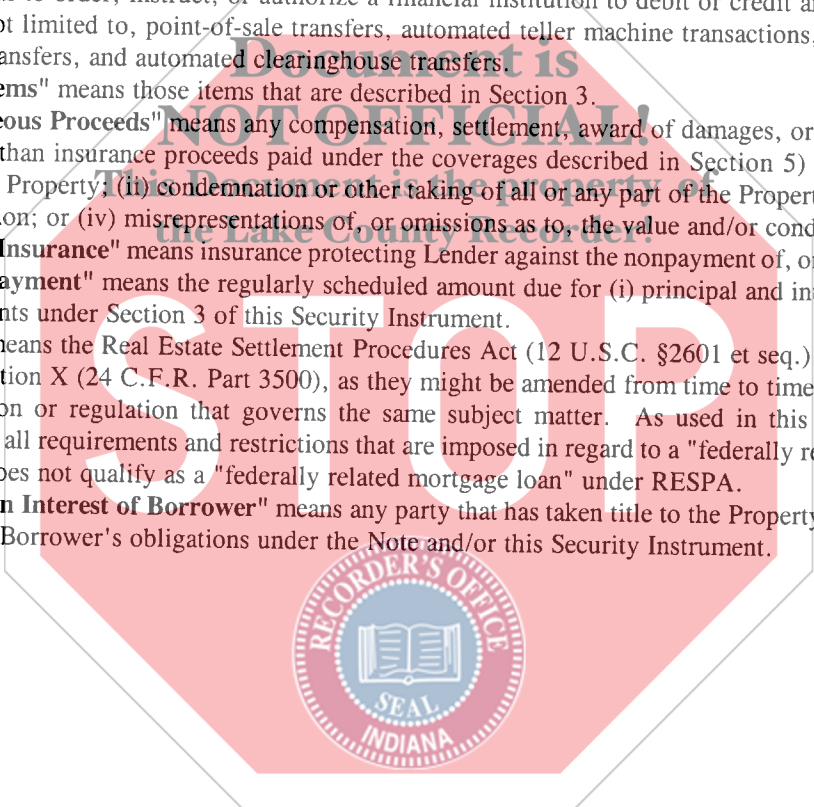 to order, instruct, or authorize a financial institution to debit or credit
ot limited to, point-of-sale transfers, automated teller machine transactions,
ansfers, and automated clearinghouse transfers.
Document is
ems" means those items that are described in Section 3.
NOT OFFICIAL!
eous Proceeds" means any compensation, settlement, award of damages, or
than insurance proceeds paid under the coverages described in Section 5)
This Document is the property of
Property; (ii) condemnation or other taking of all or any part of the Propert
on; or (iv) misrepresentations of, or omissions as to, the value and/or cond
the Lake County Recorder!
Insurance" means insurance protecting Lender against the nonpayment of, o
ayment" means the regularly scheduled amount due for (i) principal and in
nts under Section 3 of this Security Instrument.
eans the Real Estate Settlement Procedures Act (12 U.S.C. §2601 et seq.)
tion X (24 C.F.R. Part 3500), as they might be amended from time to time
on or regulation that governs the same subject matter. As used in this
all requirements and restrictions that are imposed in regard to a "federally re
oes not qualify as a "federally related mortgage loan" under RESPA.
n Interest of Borrower" means any party that has taken title to the Property
Borrower's obligations under the Note and/or this Security Instrument.
STOP
RECORDER'S OFFICE
SEAL
INDIANA